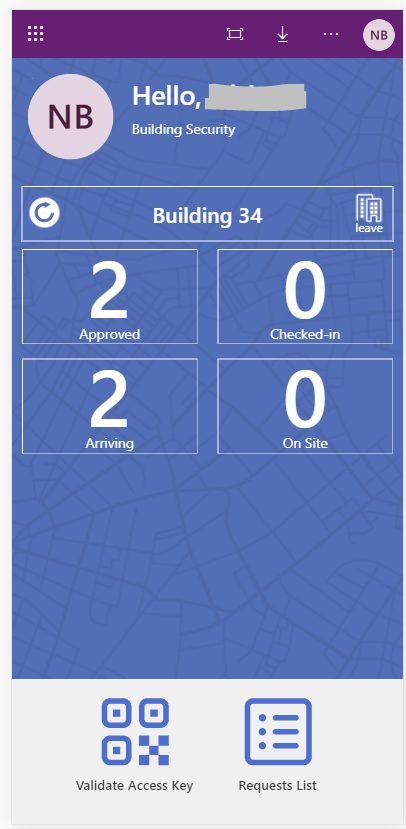 NB
NB
Hello,
Building Security
Building 34
leave
2
Approved
0
Checked-in
2
Arriving
0
On Site
Validate Access Key
Requests List